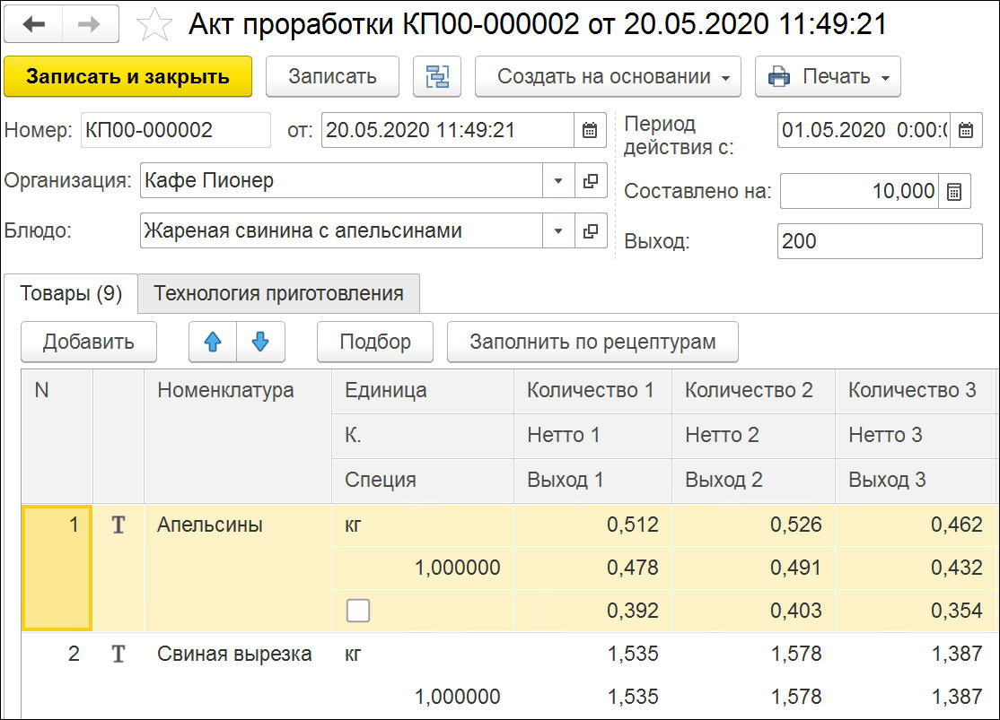 Акт проработки КП00-000002 от 20.05.2020 11:49:21
Записать и закрыть Записать Создать на основании Печать
Номер: КП00-000002 от: 20.05.2020 11:49:21 Период действия с: 01.05.2020 0:00:0
Организация: Кафе Пионер Составлено на: 10,000
Блюдо: Жареная свинина с апельсинами Выход: 200
Товары (9) Технология приготовления
Добавить Подбор Заполнить по рецептурам
N Номенклатура Единица Количество 1 Количество 2 Количество 3
К. Нетто 1 Нетто 2 Нетто 3
Специя Выход 1 Выход 2 Выход 3
1 Т Апельсины кг 0,512 0,526 0,462
1,000000 0,478 0,491 0,432
0,392 0,403 0,354
2 Т Свиная вырезка кг 1,535 1,578 1,387
1,000000 1,535 1,578 1,387